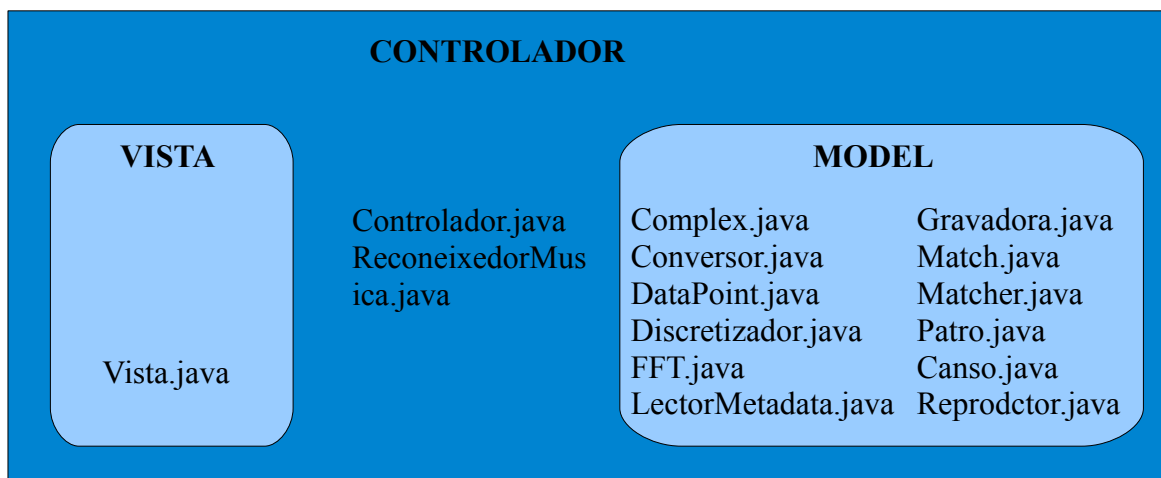 CONTROLADOR
VISTA
Vista.java
Controlador.java
ReconeixedorMus
ica.java
MODEL
Complex.java
Conversor.java
DataPoint.java
Discretizador.java
FFT.java
LectorMetadata.java
Gravadora.java
Match.java
Matcher.java
Patro.java
Canso.java
Reprodctor.java